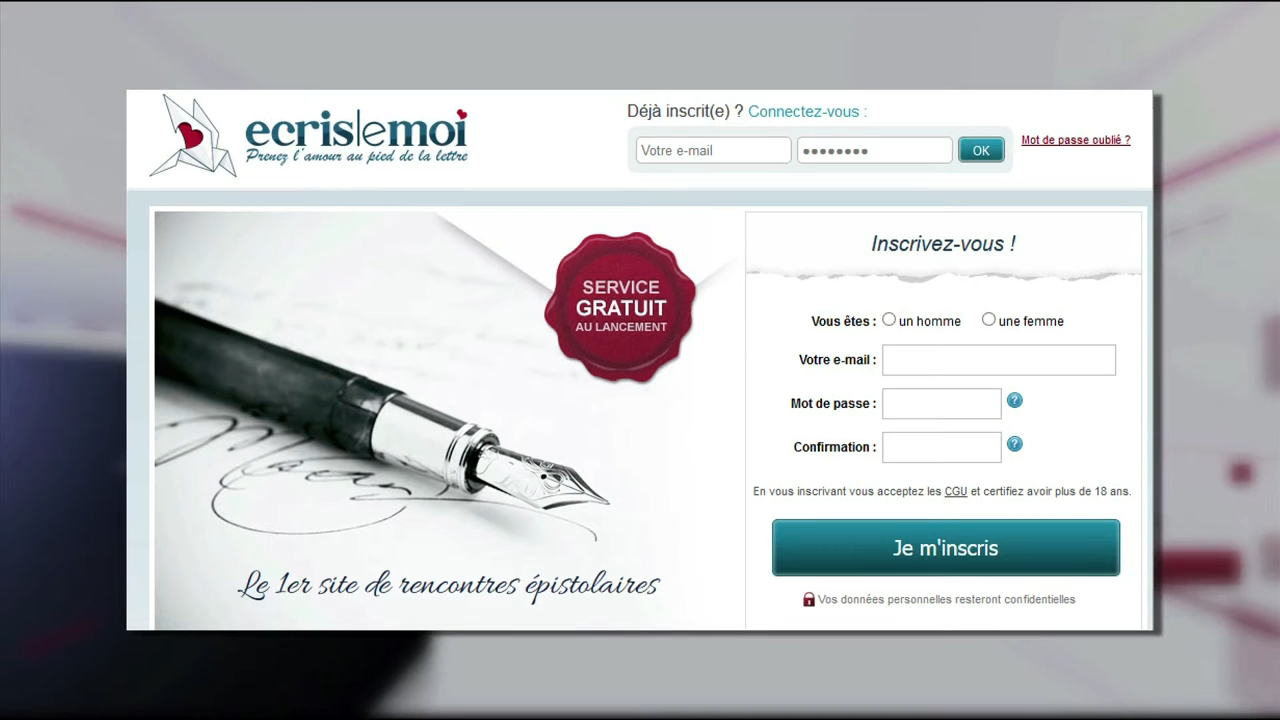 ecrislemoi
Prenez l'amour au pied de la lettre
Déjà inscrit(e) ? Connectez-vous :
Votre e-mail
OK
Mot de passe oublié ?
SERVICE
GRATUIT
AU LANCEMENT
Le 1er site de rencontres épistolaires
Inscrivez-vous !
Vous êtes : un homme une femme
Votre e-mail :
Mot de passe : ?
Confirmation : ?
En vous inscrivant vous acceptez les CGU et certifiez avoir plus de 18 ans.
Je m'inscris
Vos données personnelles resteront confidentielles